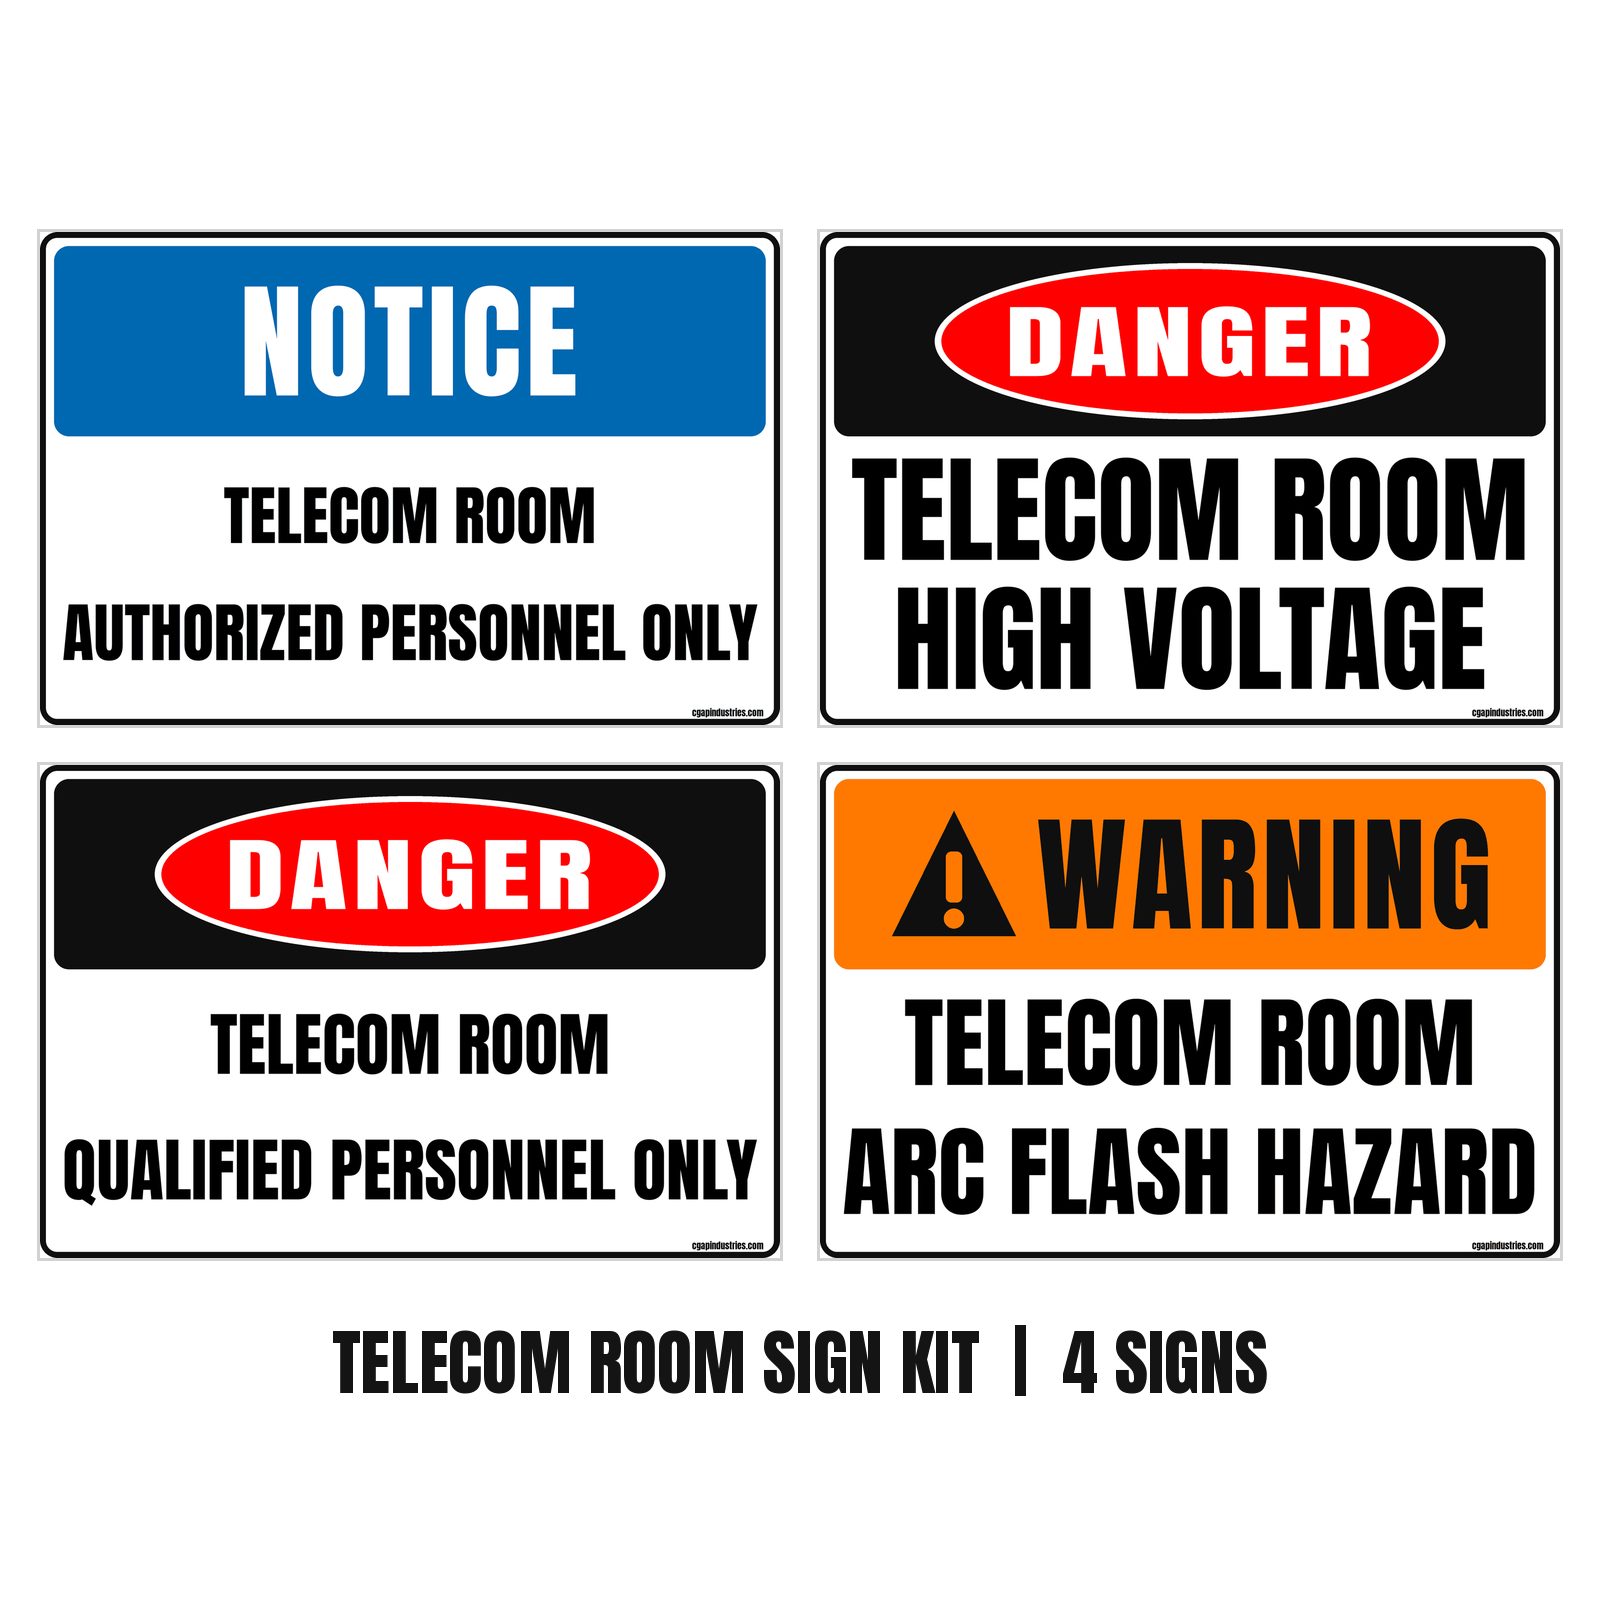 NOTICE
TELECOM ROOM
AUTHORIZED PERSONNEL ONLY
cgapindustries.com
DANGER
TELECOM ROOM
HIGH VOLTAGE
cgapindustries.com
DANGER
TELECOM ROOM
QUALIFIED PERSONNEL ONLY
cgapindustries.com
WARNING
TELECOM ROOM
ARC FLASH HAZARD
cgapindustries.com
TELECOM ROOM SIGN KIT | 4 SIGNS